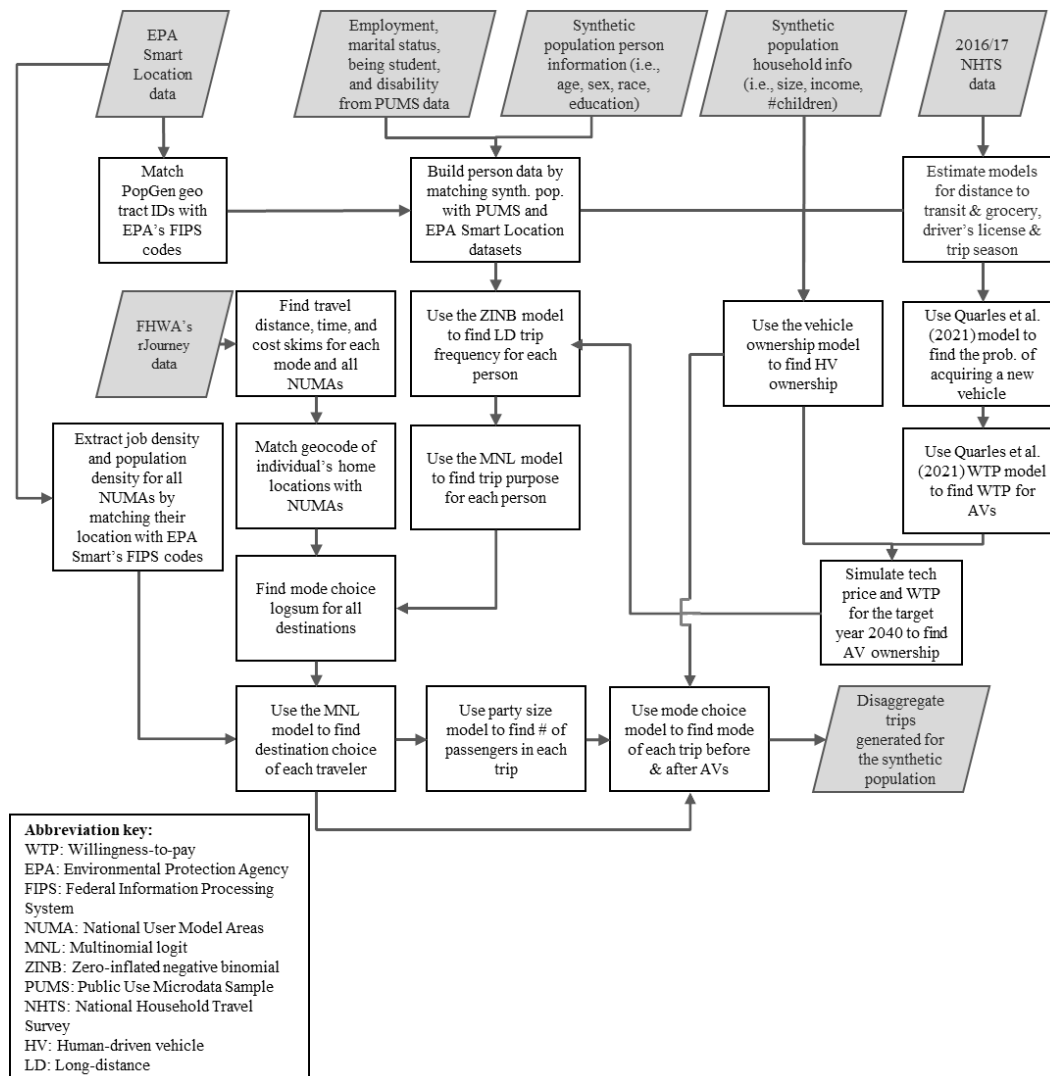 EPA
Smart
Location
data
Employment,
marital status,
being student,
and disability
from PUMS data
Synthetic
population person
information (i.e.,
age, sex, race,
education)
Synthetic
population
household info
(i.e., size, income,
#children)
2016/17
NHTS
data
Match
PopGen geo
tract IDs with
EPA's FIPS
codes
Build person data by
matching synth. pop.
with PUMS and
EPA Smart Location
datasets
Estimate models
for distance to
transit & grocery,
driver's license &
trip season
FHWA's
rJourney
data
Find travel
distance, time, and
cost skims for each
mode and all
NUMAs
Use the ZINB model
to find LD trip
frequency for each
person
Use the vehicle
ownership model
to find HV
ownership
Use Quarles et al.
(2021) model to
find the prob. of
acquiring a new
vehicle
Extract job density
and population
density for all
NUMAs by
matching their
location with EPA
Smart's FIPS codes
Match geocode of
individual's home
locations with
NUMAs
Use the MNL model
to find trip purpose
for each person
Use Quarles et al.
(2021) WTP model
to find WTP for
AVs
Find mode choice
logsum for all
destinations
Simulate tech
price and WTP
for the target
year 2040 to find
AV ownership
Use the MNL
model to find
destination choice
of each traveler
Use party size
model to find # of
passengers in each
trip
Use mode choice
model to find mode
of each trip before
& after AVs
Disaggregate
trips
generated for
the synthetic
population
Abbreviation key:
WTP: Willingness-to-pay
EPA: Environmental Protection Agency
FIPS: Federal Information Processing
System
NUMA: National User Model Areas
MNL: Multinomial logit
ZINB: Zero-inflated negative binomial
PUMS: Public Use Microdata Sample
NHTS: National Household Travel
Survey
HV: Human-driven vehicle
LD: Long-distance